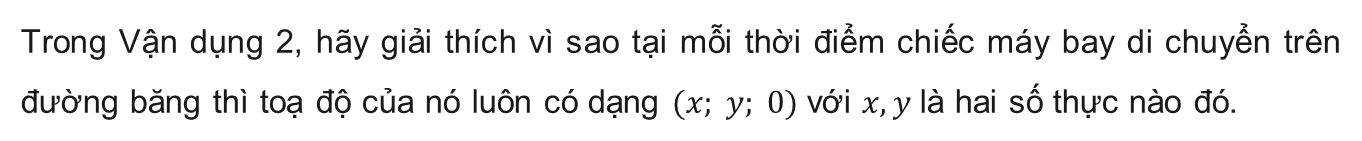 Trong Vận dụng 2, hãy giải thích vì sao tại mỗi thời điểm chiếc máy bay di chuyển trên
đường băng thì toạ độ của nó luôn có dạng (x; y; 0) với x, y là hai số thực nào đó.